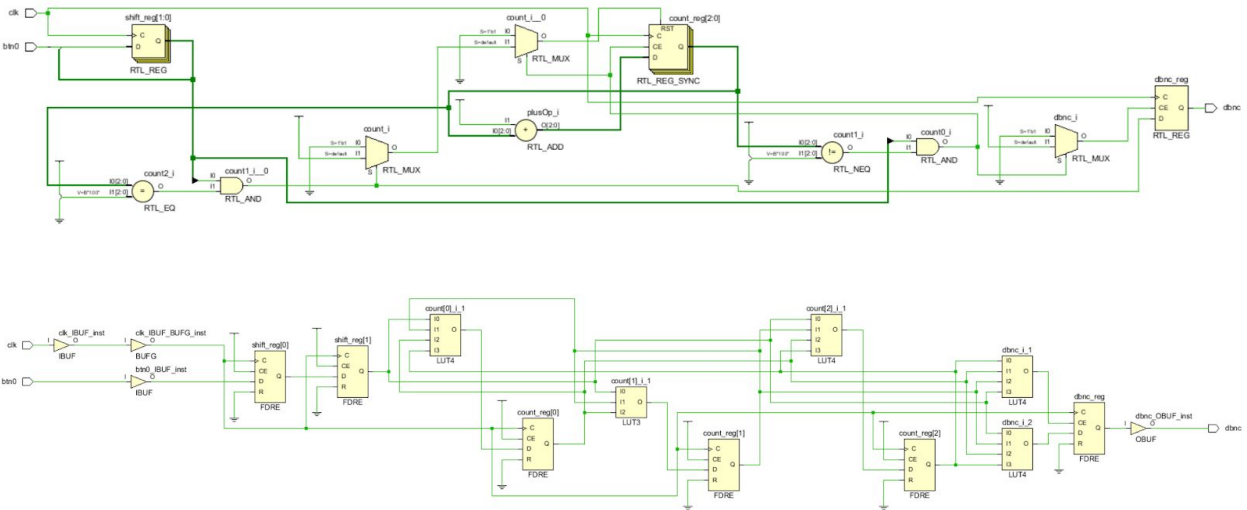 clk
btn0
shift_reg[1:0]
C
D
Q
RTL_REG
count_i__0
S=1'b1 I0
S=default I1
O
S
RTL_MUX
count_reg[2:0]
RST
C
CE
D
Q
RTL_REG_SYNC
plusOp_i
I1
I0[2:0]
+
O[2:0]
RTL_ADD
count_i
S=1'b1 I0
S=default I1
O
S
RTL_MUX
count2_i
I0[2:0]
I1[2:0]
=
O
RTL_EQ
count1_i__0
I0
I1
O
RTL_AND
count1_i
I0[2:0]
I1[2:0]
!=
O
RTL_NEQ
count0_i
I0
I1
O
RTL_AND
dbnc_i
S=1'b1 I0
S=default I1
O
S
RTL_MUX
dbnc_reg
C
CE
D
Q
RTL_REG
dbnc
clk
clk_IBUF_inst
I
O
IBUF
clk_IBUF_BUFG_inst
I
O
BUFG
btn0
btn0_IBUF_inst
I
O
IBUF
shift_reg[0]
C
CE
D
R
Q
FDRE
shift_reg[1]
C
CE
D
R
Q
FDRE
count[0]_i_1
I0
I1
I2
I3
O
LUT4
count_reg[0]
C
CE
D
R
Q
FDRE
count[1]_i_1
I0
I1
I2
O
LUT3
count_reg[1]
C
CE
D
R
Q
FDRE
count[2]_i_1
I0
I1
I2
I3
O
LUT4
count_reg[2]
C
CE
D
R
Q
FDRE
dbnc_i_1
I0
I1
I2
I3
O
LUT4
dbnc_i_2
I0
I1
I2
I3
O
LUT4
dbnc_reg
C
CE
D
R
Q
FDRE
dbnc_OBUF_inst
I
O
OBUF
dbnc